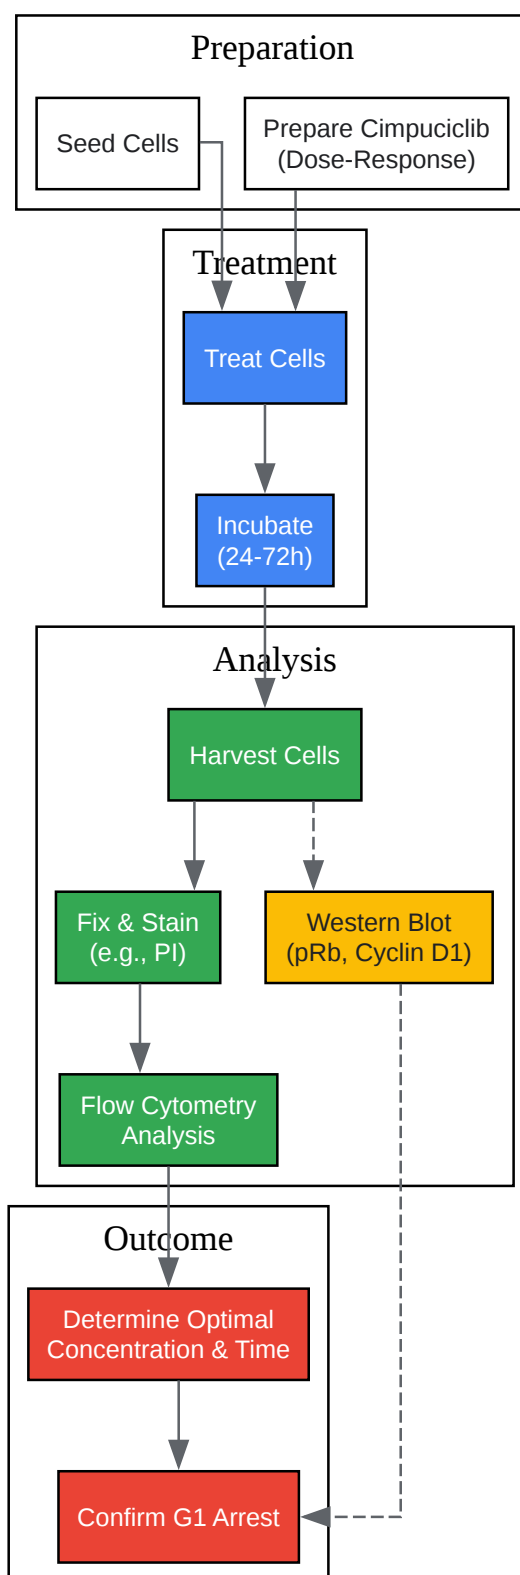 Preparation
Seed Cells
Prepare Cimpuciclib
(Dose-Response)
Treatment
Treat Cells
Incubate
(24-72h)
Analysis
Harvest Cells
Fix & Stain
(e.g., PI)
Western Blot
(pRb, Cyclin D1)
Flow Cytometry
Analysis
Outcome
Determine Optimal
Concentration & Time
Confirm G1 Arrest